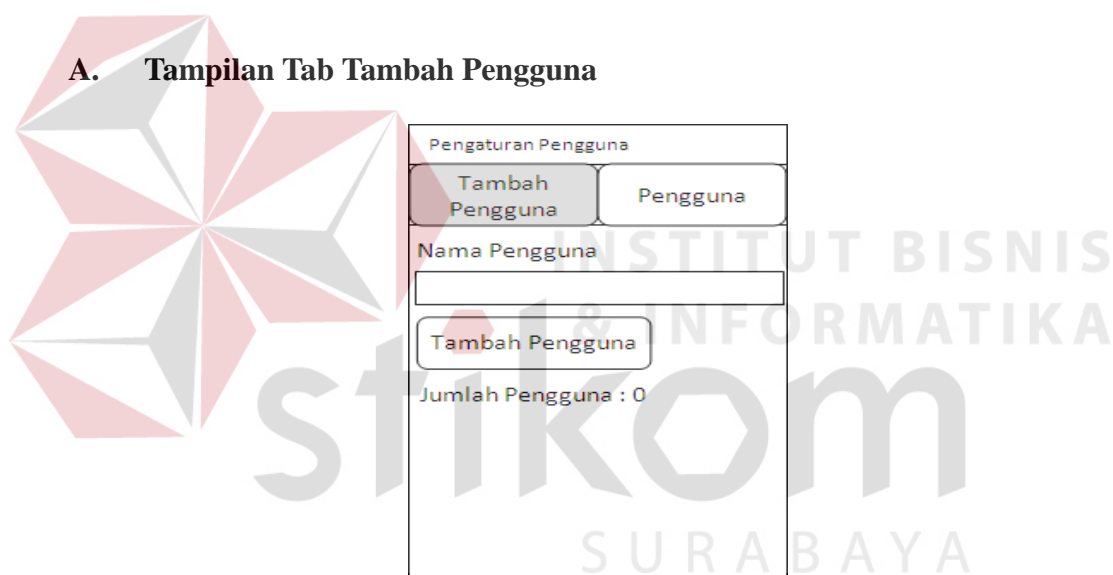 A. Tampilan Tab Tambah Pengguna
Pengaturan Pengguna
Tambah
Pengguna
Pengguna
Nama Pengguna
Tambah Pengguna
Jumlah Pengguna : 0
INSTITUT BISNIS
& INFORMATIKA
stikom
SURABAYA